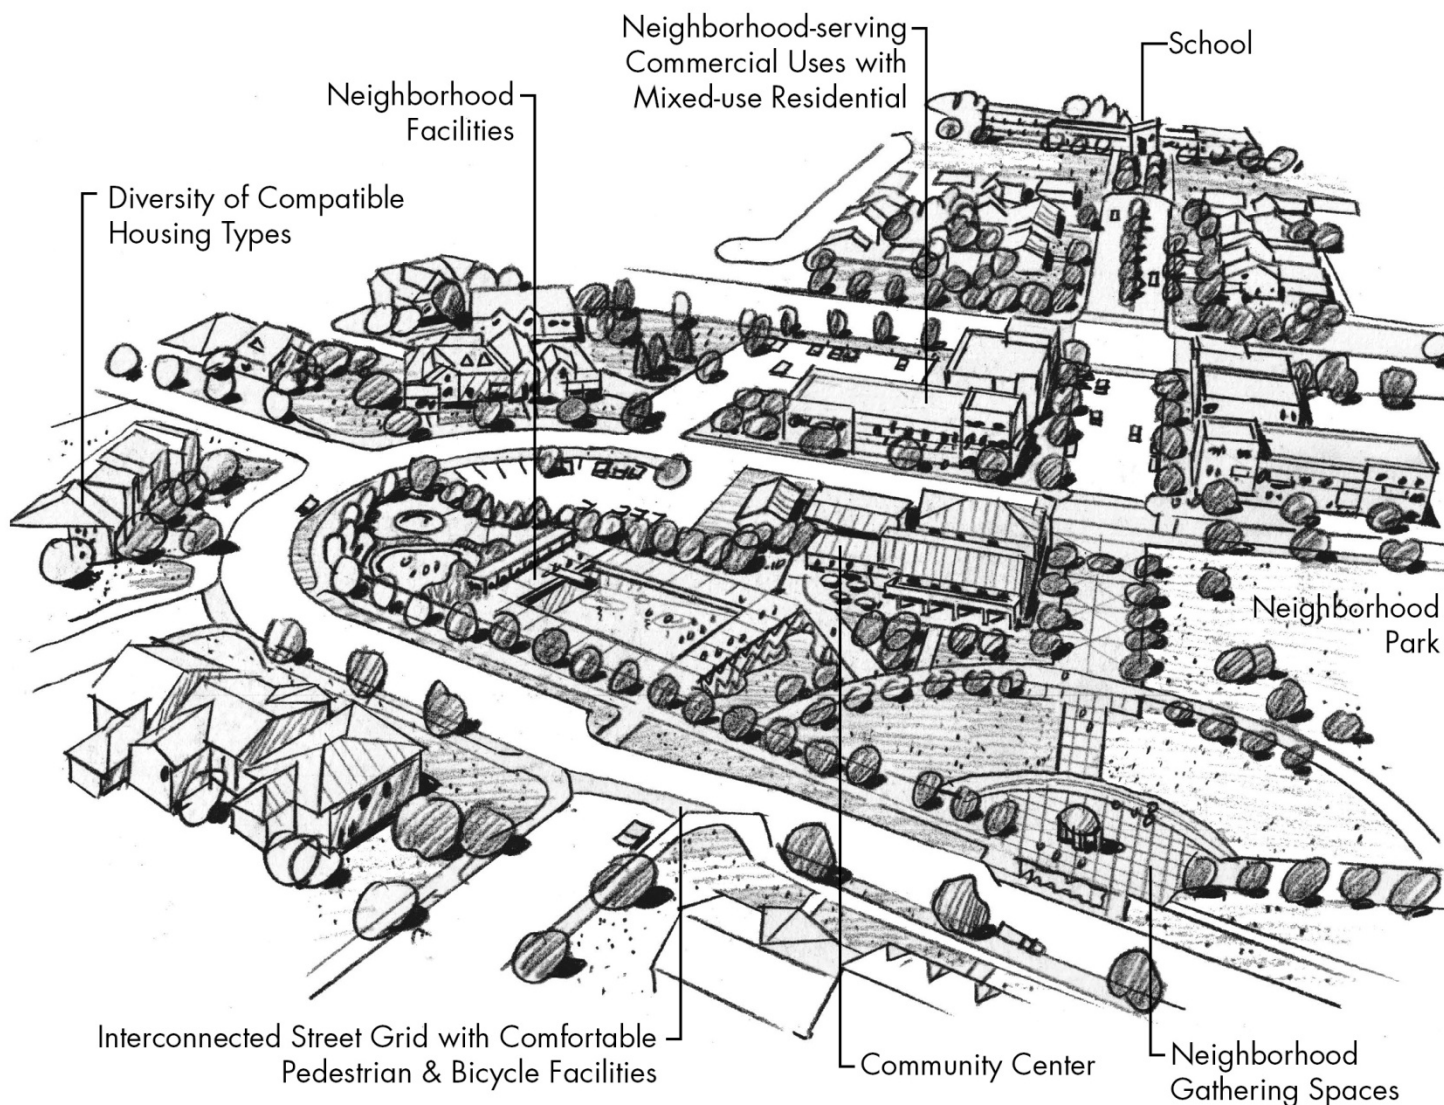 Neighborhood-serving
Commercial Uses with
Mixed-use Residential
School
Neighborhood
Facilities
Diversity of Compatible
Housing Types
Neighborhood
Park
Interconnected Street Grid with Comfortable
Pedestrian & Bicycle Facilities
Community Center
Neighborhood
Gathering Spaces